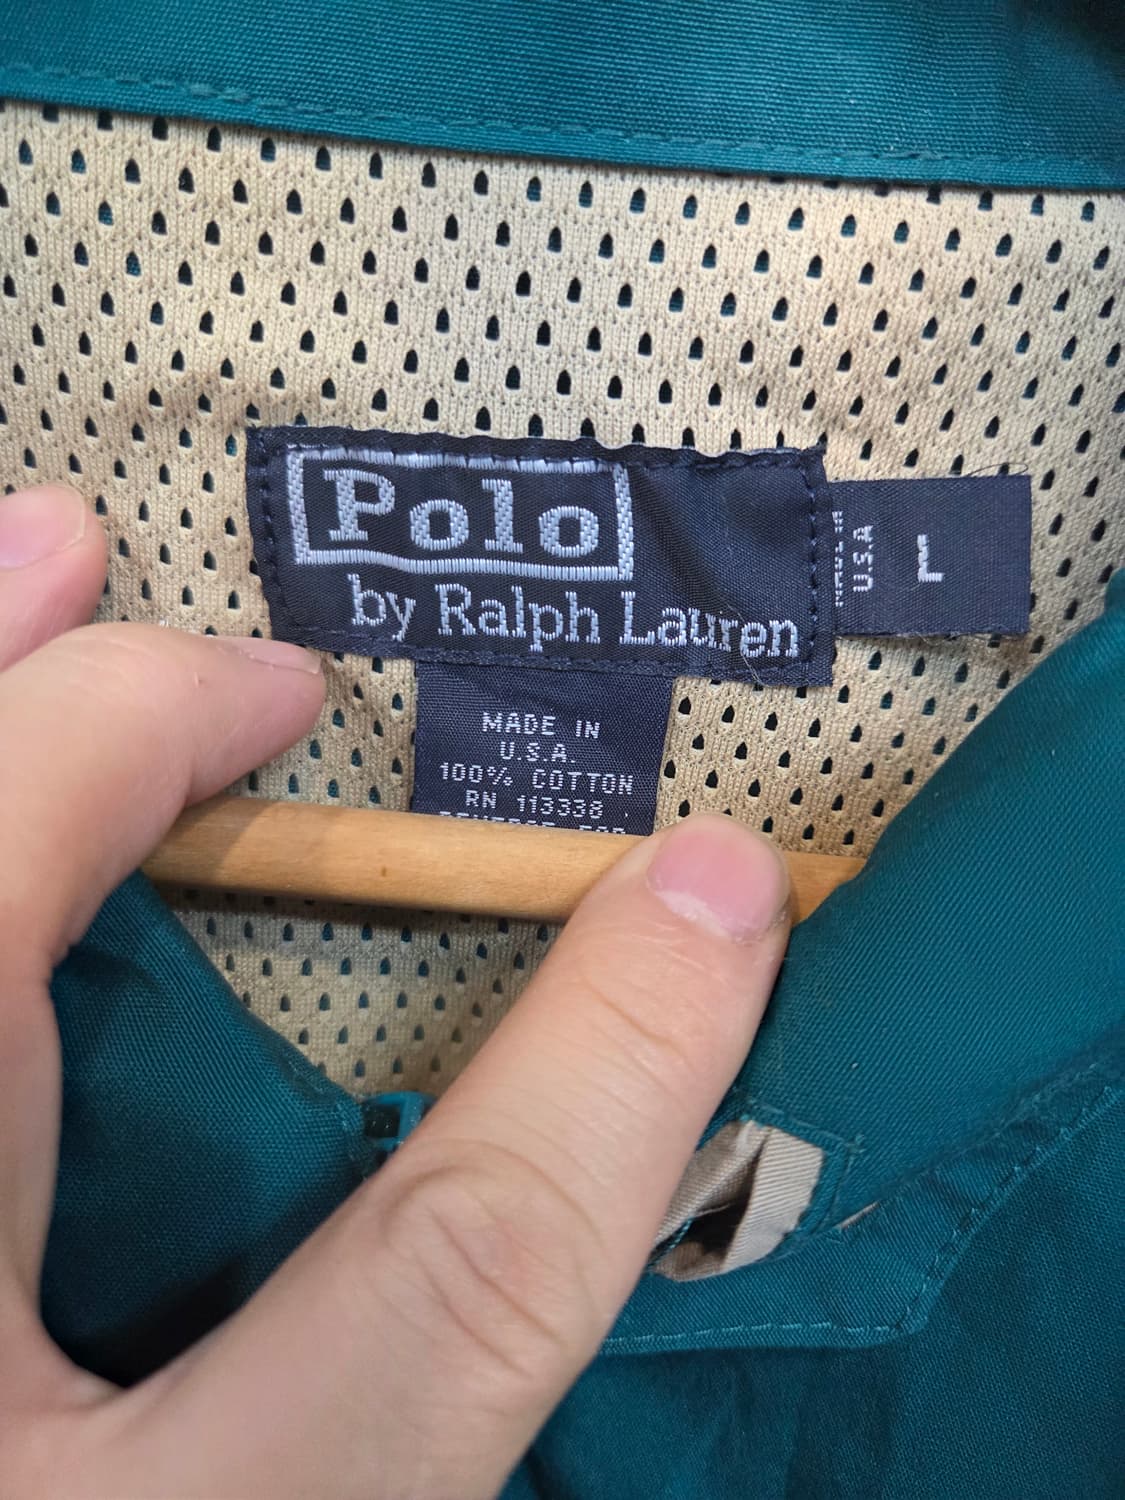 Polo
by Ralph Lauren
U.S.A
L
MADE IN
U.S.A.
100% COTTON
RN 113338